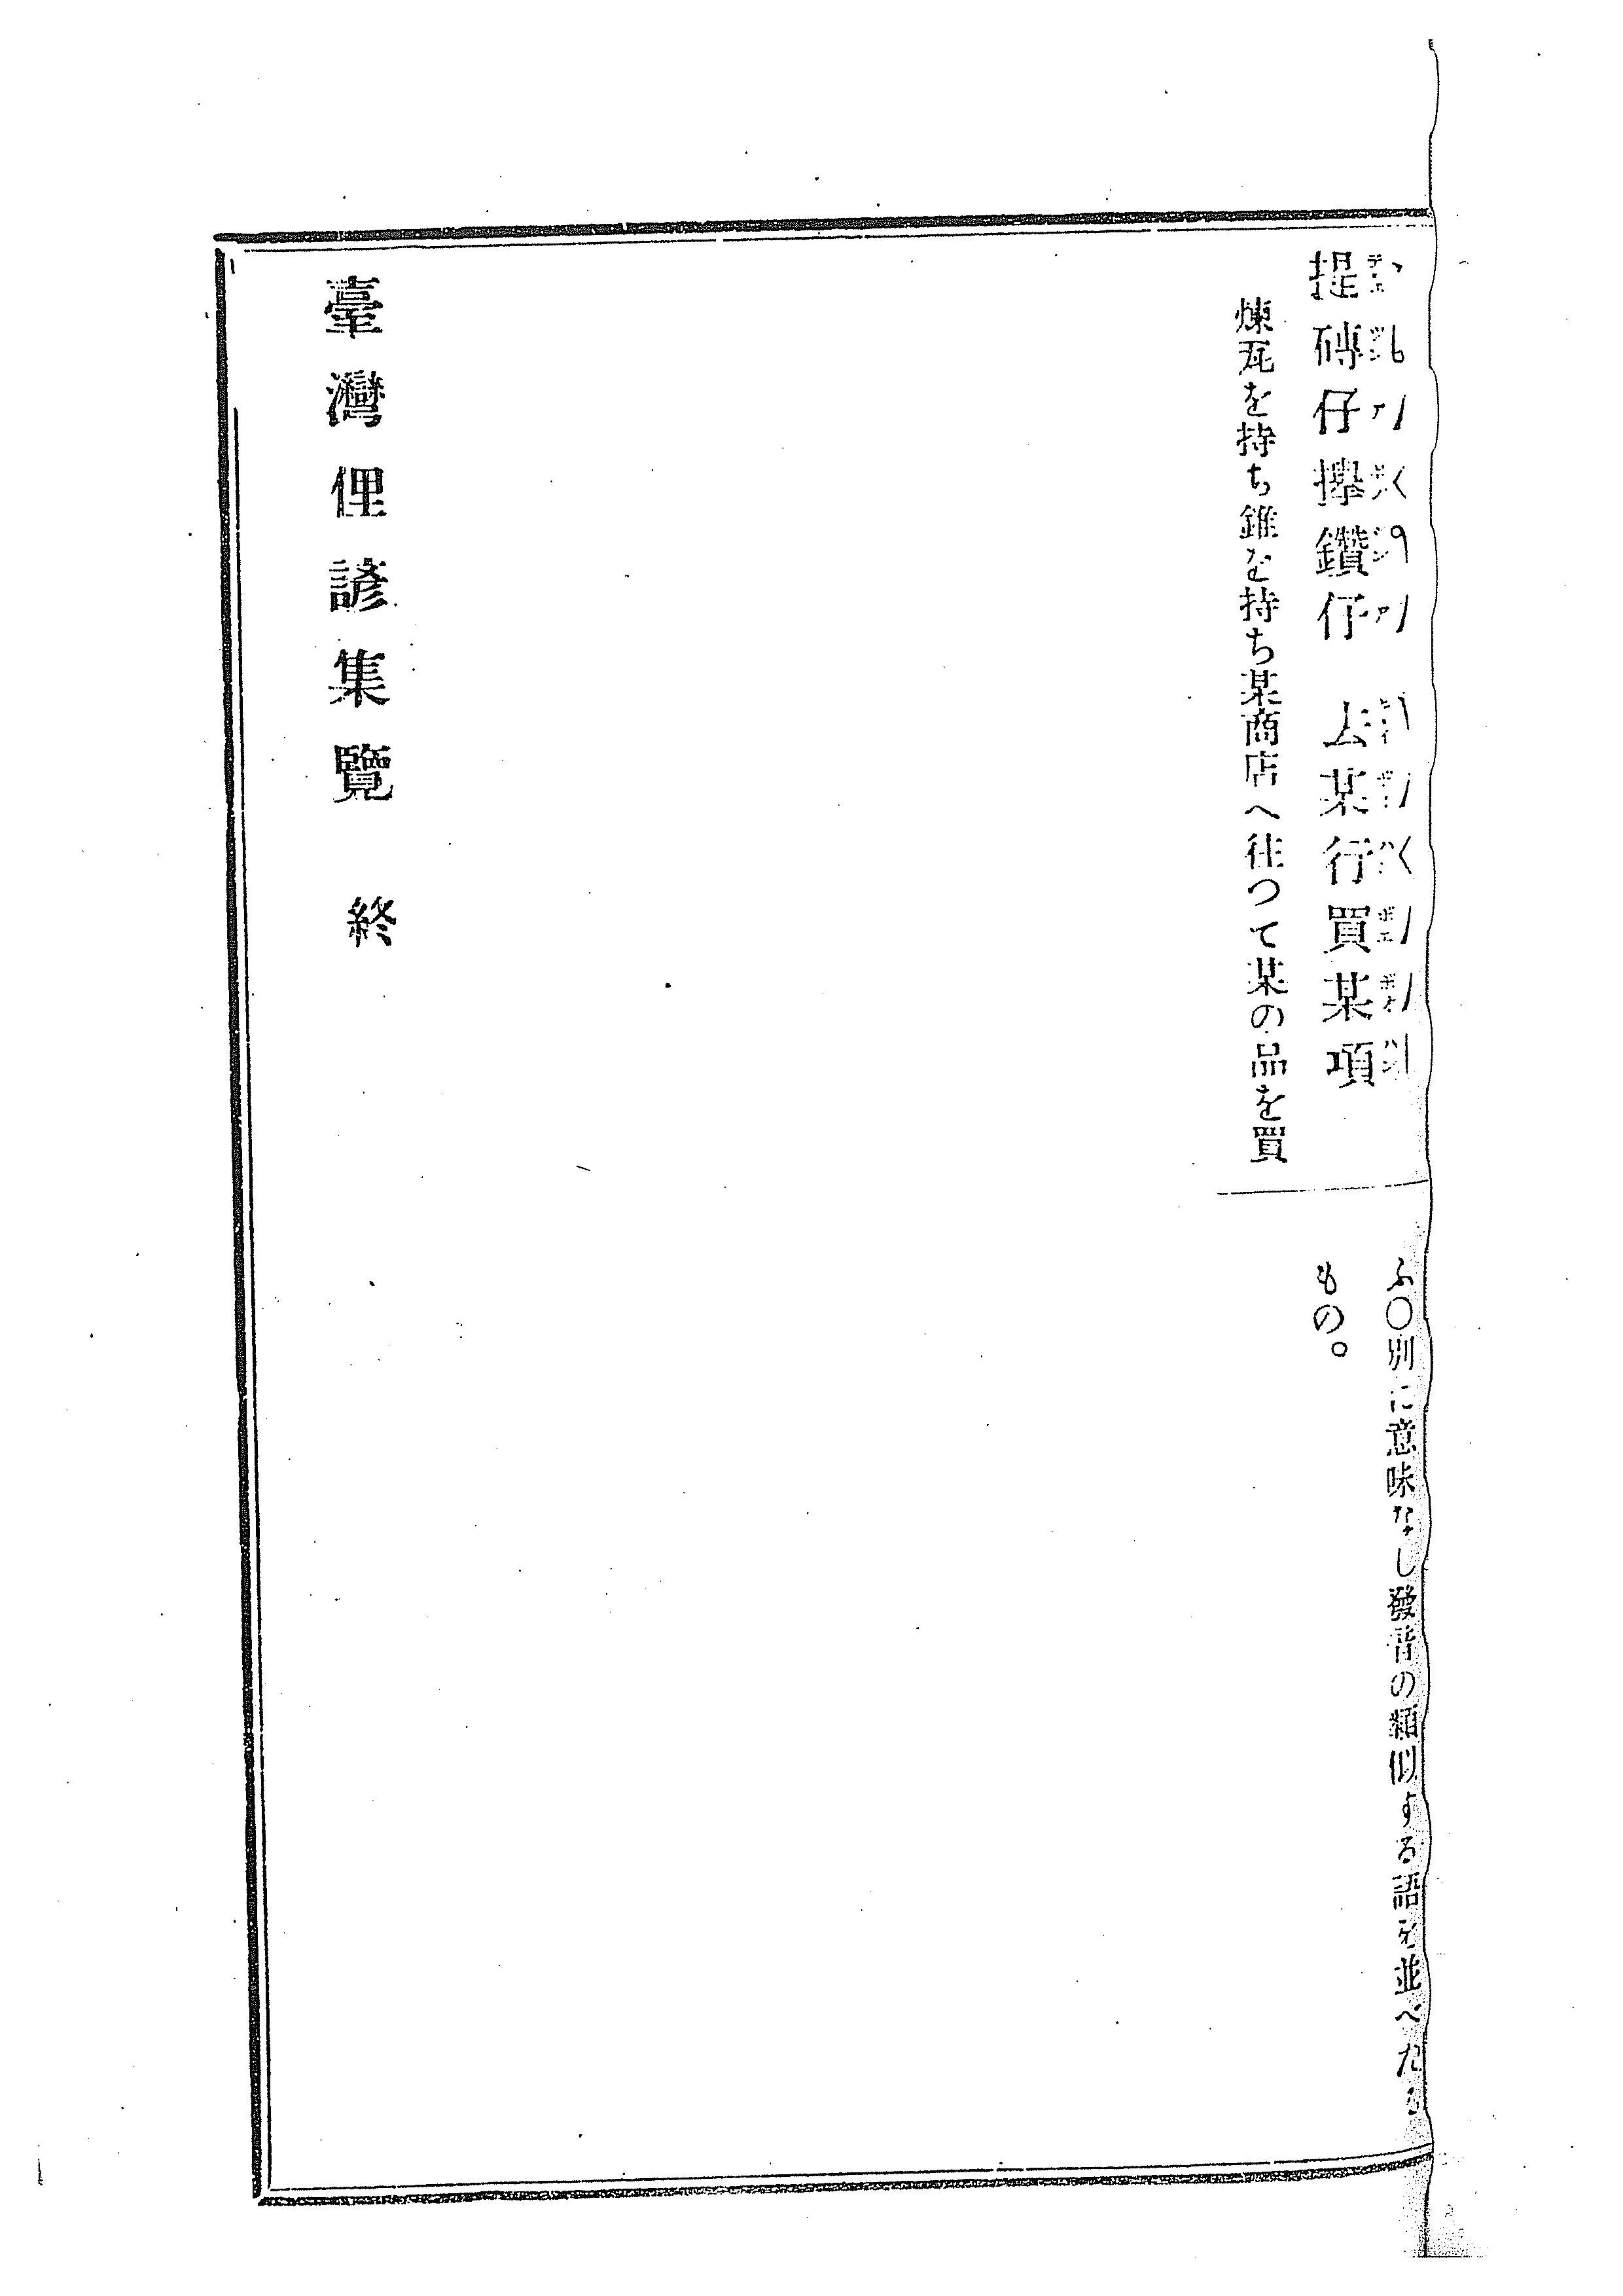 提磚仔攑鑽仔　去某行買某項
煉瓦を持ち錐を持ち某商店へ往つて某の品を買
ふ〇別に意味なし發音の類似する語を並べたる
もの。
臺灣俚諺集覽　終